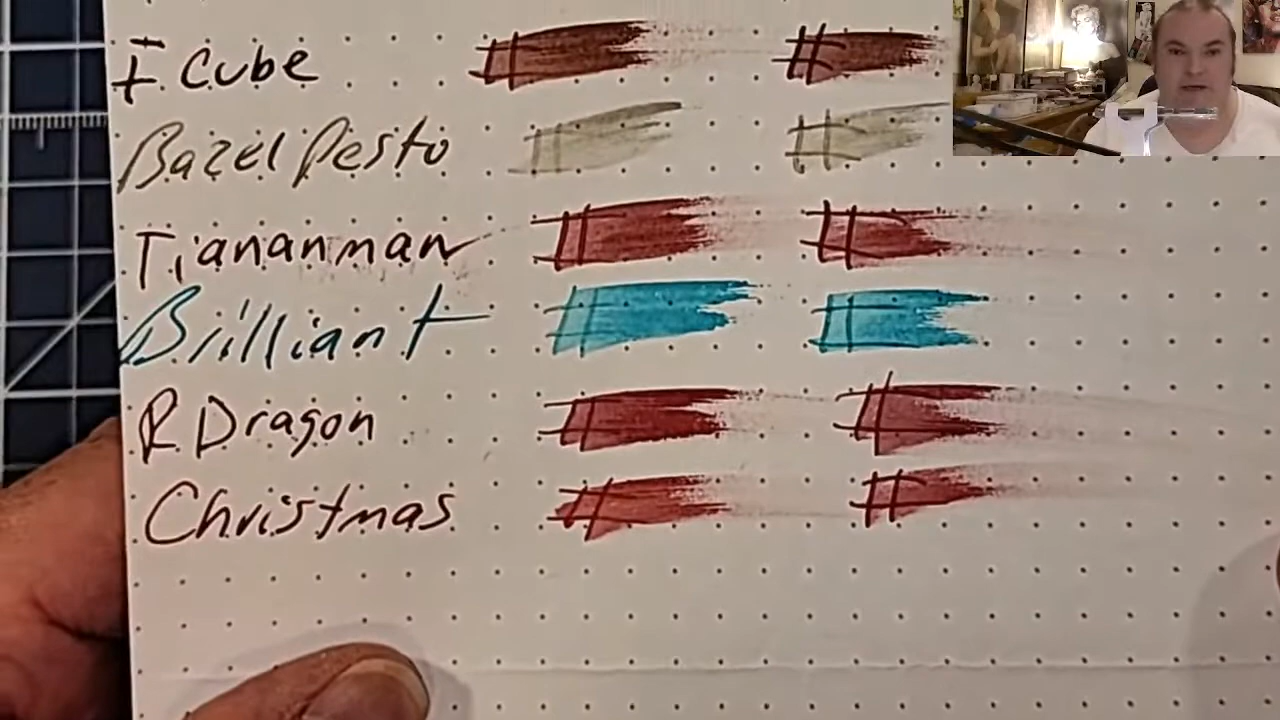 I Cube
Bazel Pesto
Tiananman
Brilliant
R Dragon
Christmas